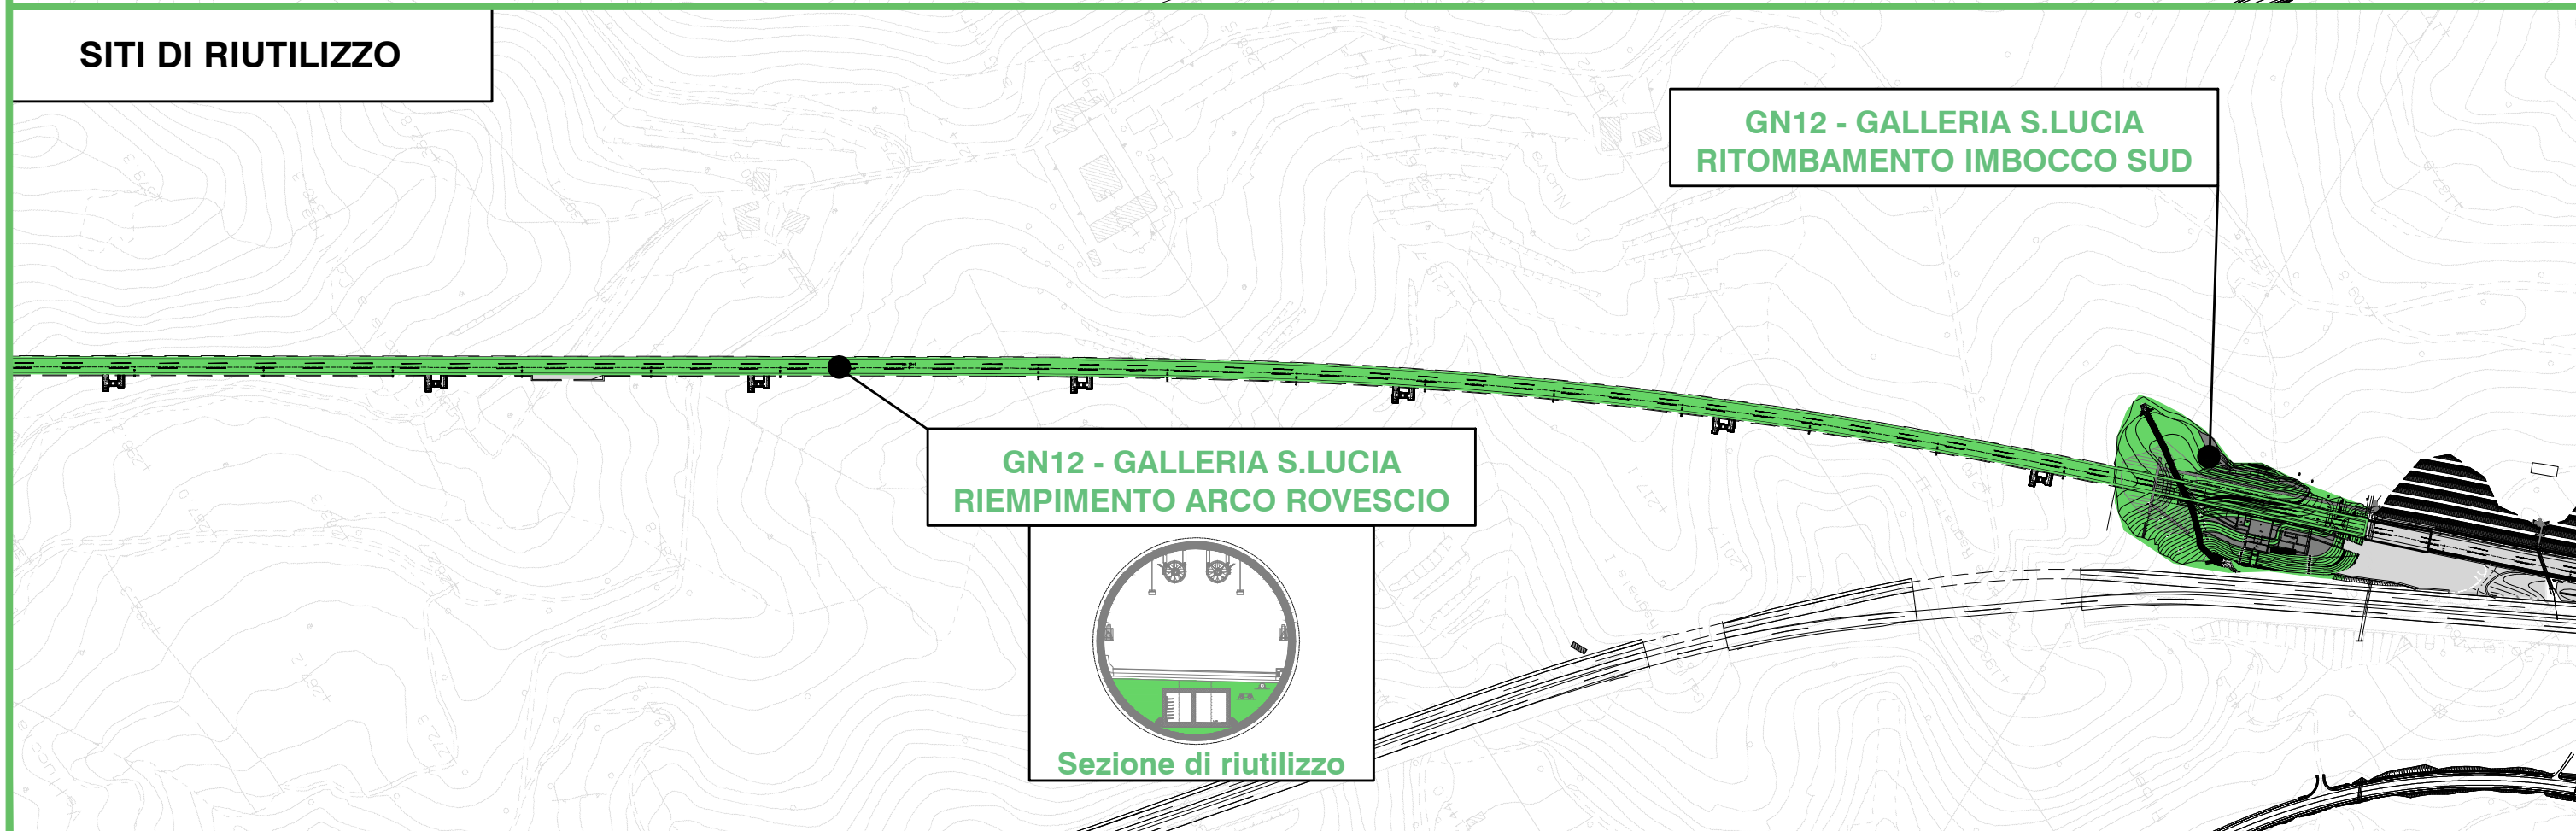 SITI DI RIUTILIZZO
GN12 - GALLERIA S.LUCIA
RITOMBAMENTO IMBOCCO SUD
GN12 - GALLERIA S.LUCIA
RIEMPIMENTO ARCO ROVESCIO
Sezione di riutilizzo